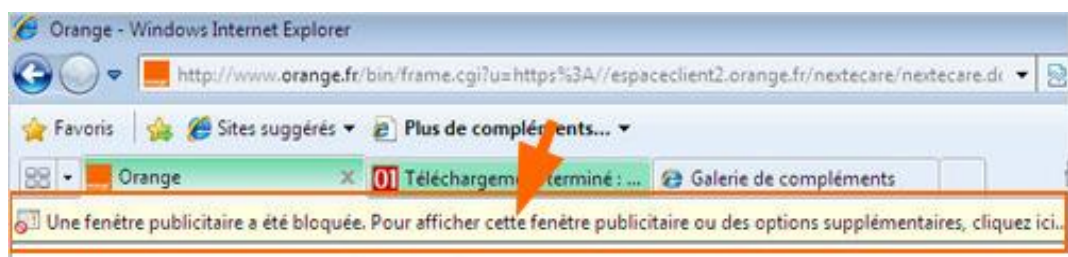 Orange - Windows Internet Explorer
http://www.orange.fr/bin/frame.cgi?u=https%3A//espaceclient2.orange.fr/nextecare/nextecare.d
Favoris Sites suggérés Plus de compléments...
Orange 01 Téléchargement terminé : ... Galerie de compléments
Une fenêtre publicitaire a été bloquée. Pour afficher cette fenêtre publicitaire ou des options supplémentaires, cliquez ici...